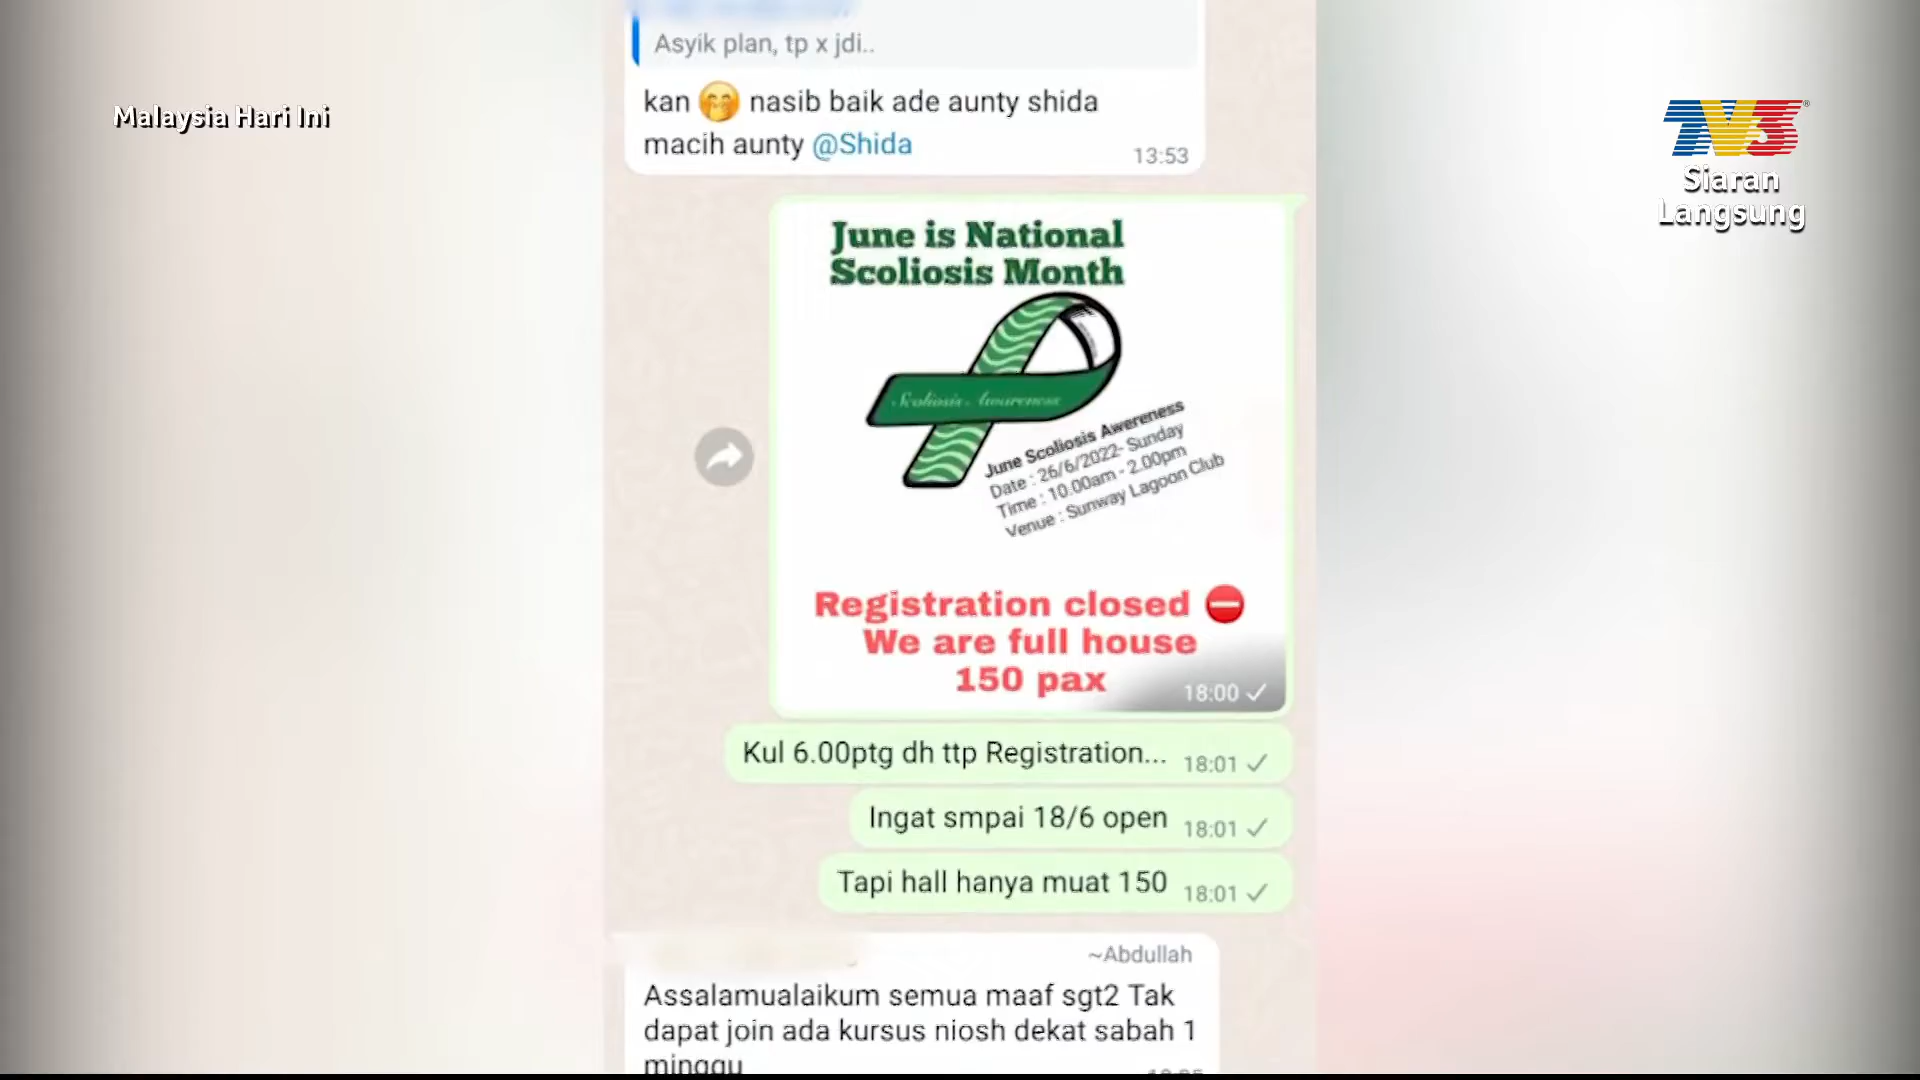 Malaysia Hari Ini
TV3
Siaran
Langsung
Asyik plan, tp x jdi..
kan 🤭 nasib baik ade aunty shida
macih aunty @Shida
13:53
June is National
Scoliosis Month
Scoliosis Awareness
June Scoliosis Awereness
Date : 26/6/2022- Sunday
Time : 10.00am - 2.00pm
Venue : Sunway Lagoon Club
Registration closed ⛔
We are full house
150 pax
18:00
Kul 6.00ptg dh ttp Registration... 18:01
Ingat smpai 18/6 open 18:01
Tapi hall hanya muat 150 18:01
~Abdullah
Assalamualaikum semua maaf sgt2 Tak
dapat join ada kursus niosh dekat sabah 1
minggu